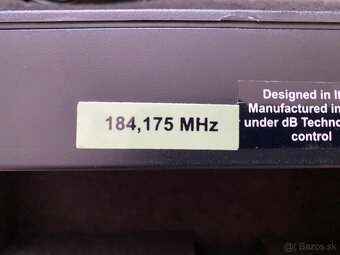 184,175 MHz
Designed in It
Manufactured in
under dB Techno
control
Bazos.sk